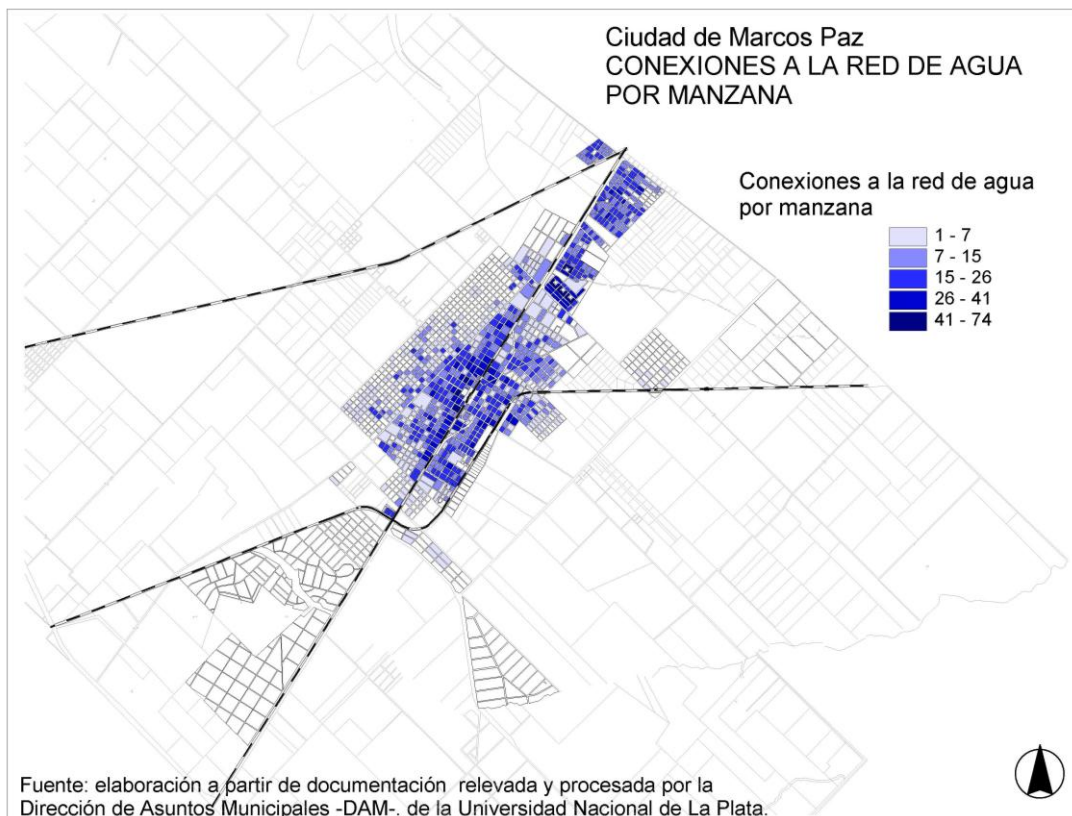 Ciudad de Marcos Paz
CONEXIONES A LA RED DE AGUA
POR MANZANA
Conexiones a la red de agua
por manzana
1 - 7
7 - 15
15 - 26
26 - 41
41 - 74
Fuente: elaboración a partir de documentación relevada y procesada por la
Dirección de Asuntos Municipales -DAM-. de la Universidad Nacional de La Plata.